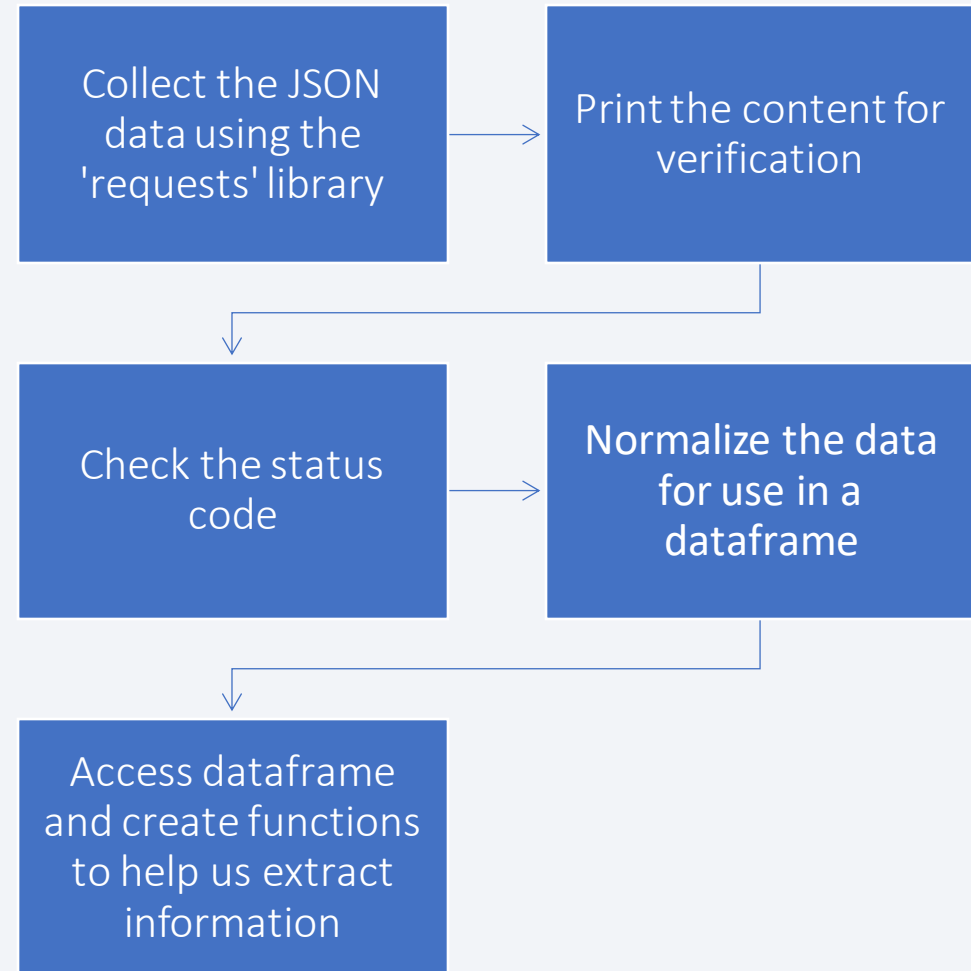 Collect the JSON
data using the
'requests' library
Print the content for
verification
Check the status
code
Normalize the data
for use in a
dataframe
Access dataframe
and create functions
to help us extract
information